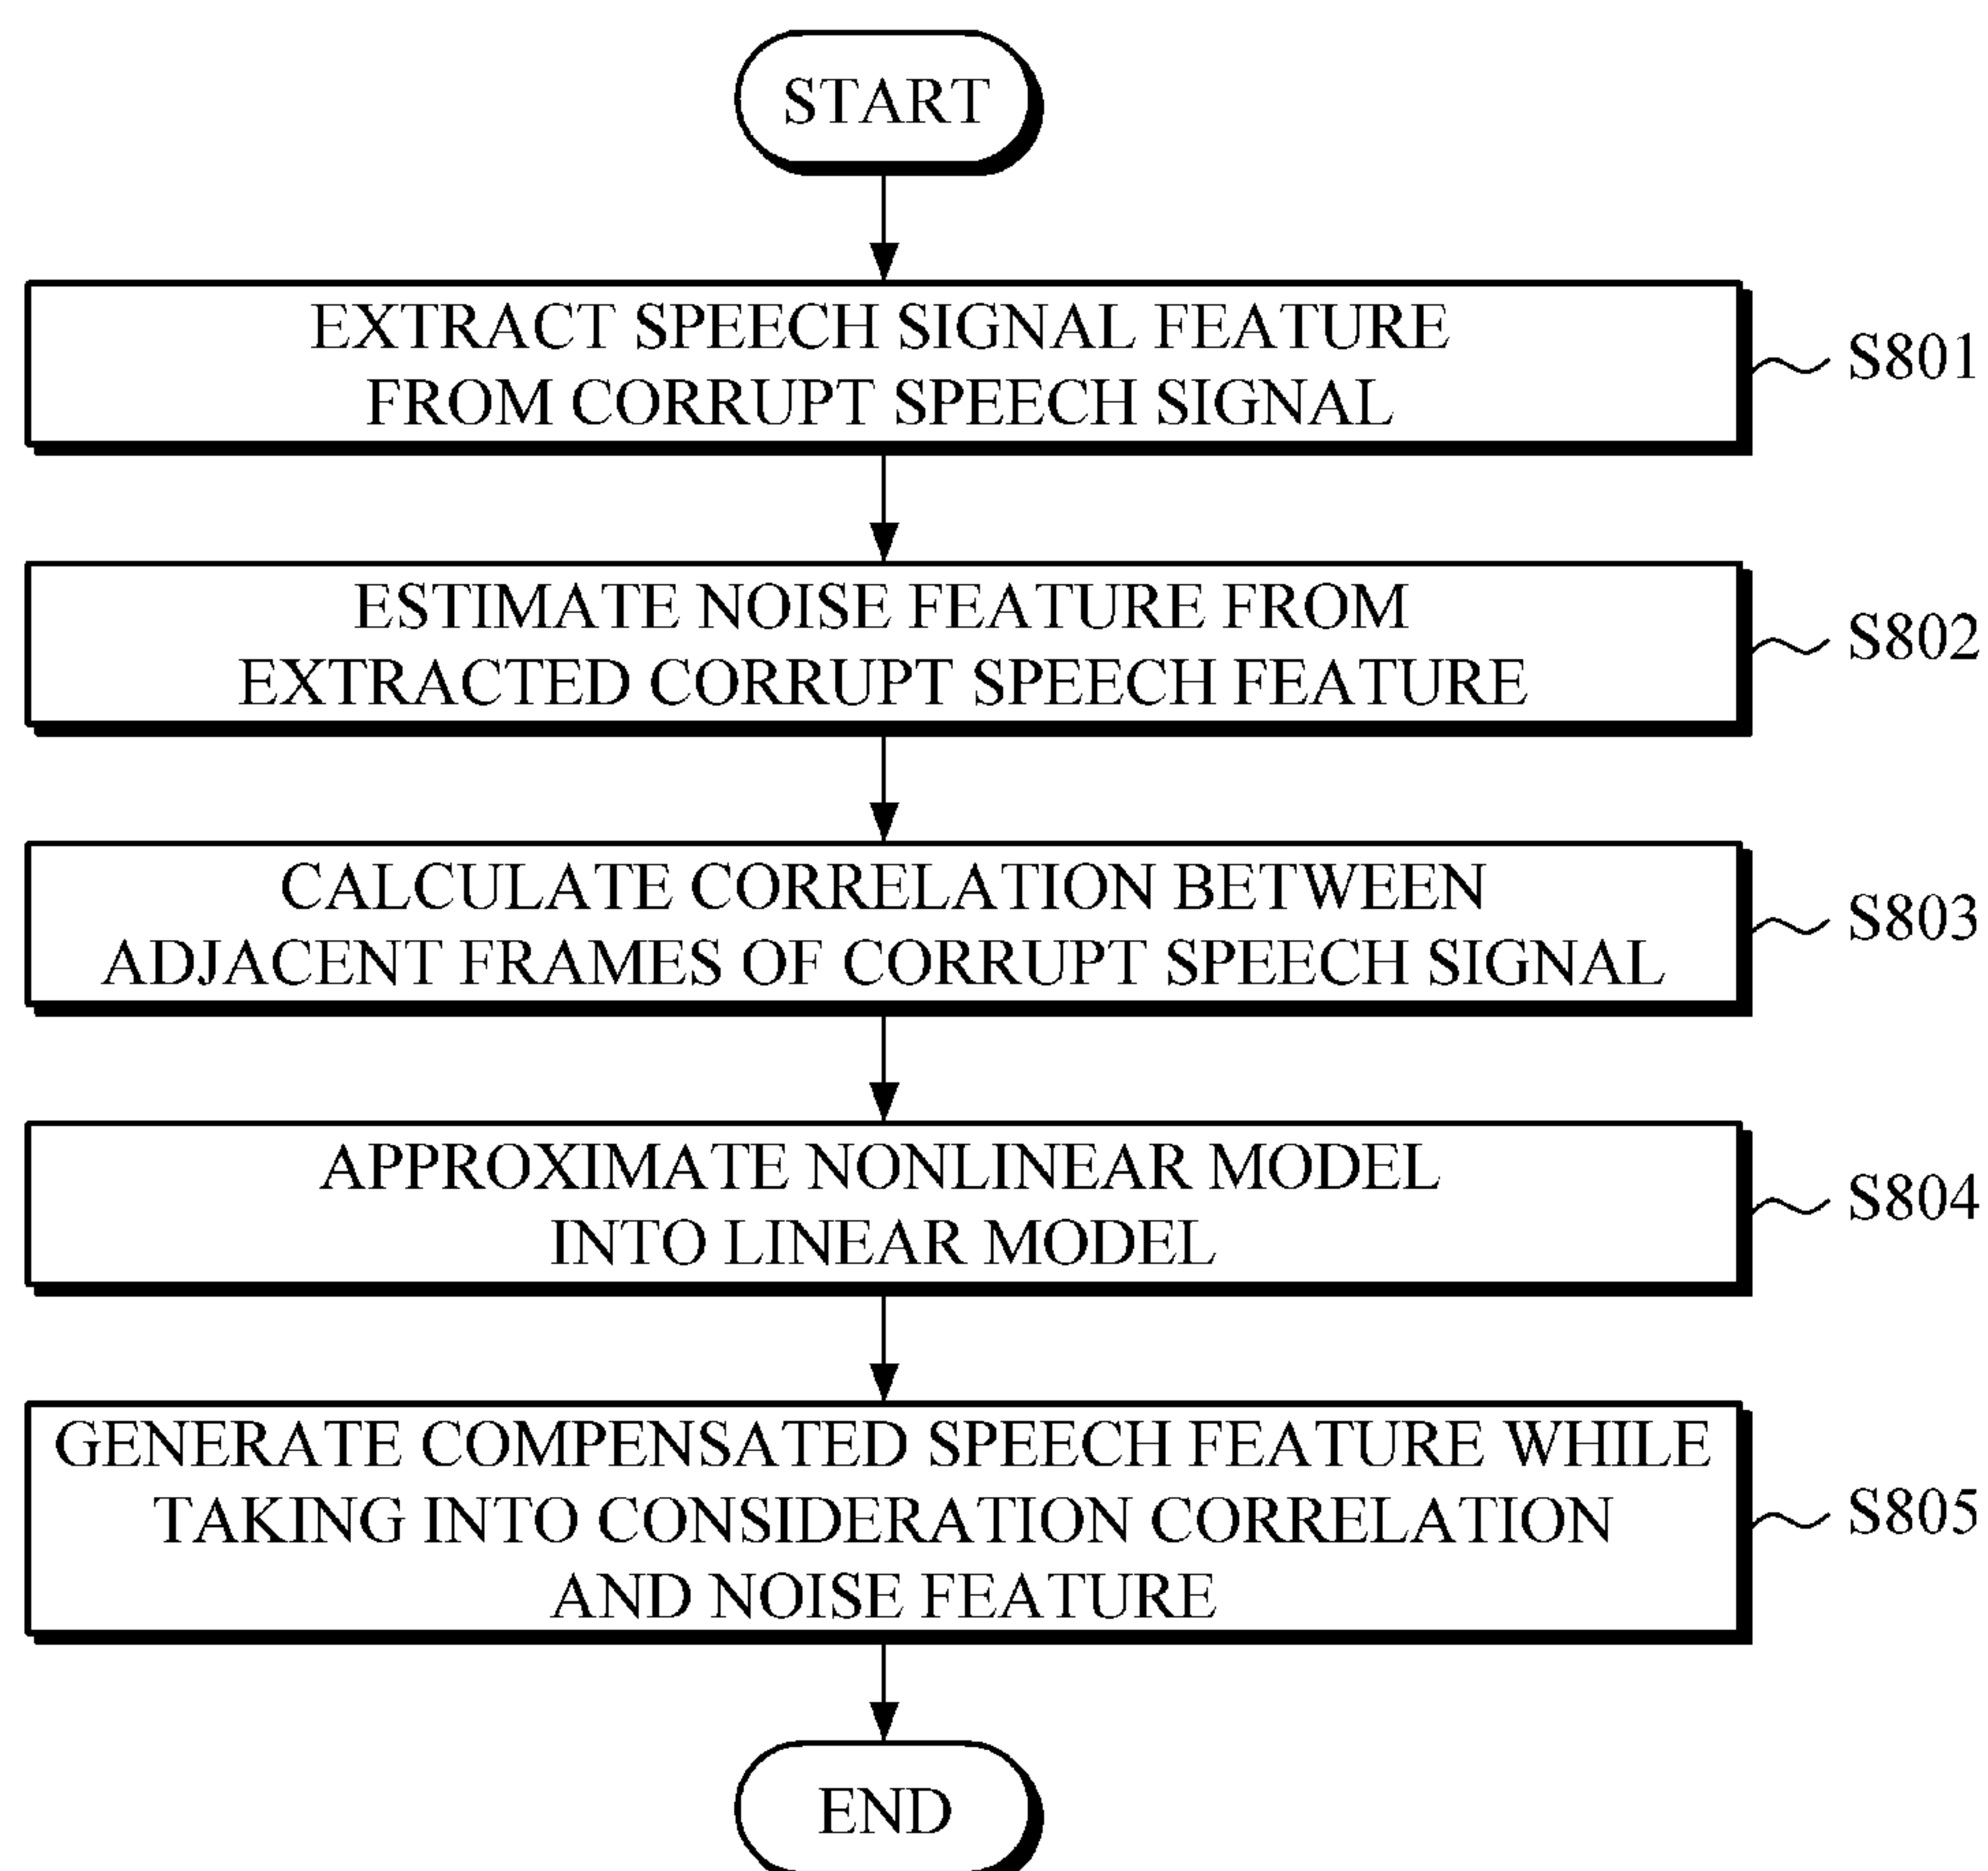 START
EXTRACT SPEECH SIGNAL FEATURE
FROM CORRUPT SPEECH SIGNAL
S801
ESTIMATE NOISE FEATURE FROM
EXTRACTED CORRUPT SPEECH FEATURE
S802
CALCULATE CORRELATION BETWEEN
ADJACENT FRAMES OF CORRUPT SPEECH SIGNAL
S803
APPROXIMATE NONLINEAR MODEL
INTO LINEAR MODEL
S804
GENERATE COMPENSATED SPEECH FEATURE WHILE
TAKING INTO CONSIDERATION CORRELATION
AND NOISE FEATURE
S805
END